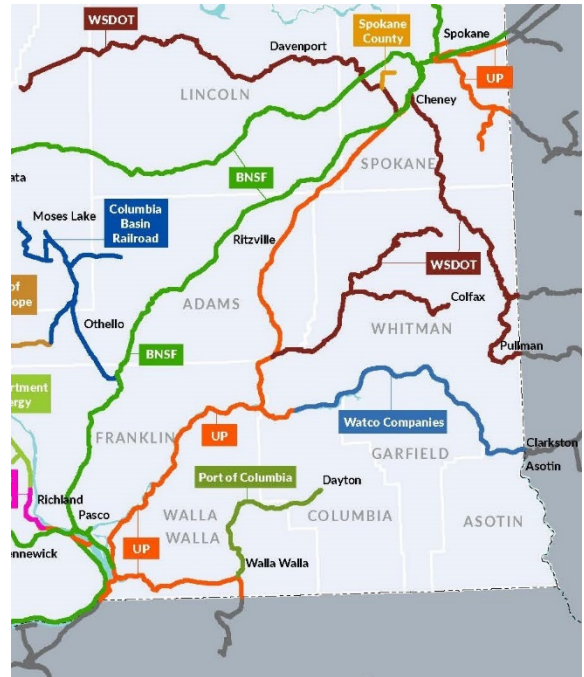 WSDOT
Spokane
County
Spokane
Davenport
UP
LINCOLN
Cheney
SPOKANE
BNSF
ata
Moses Lake
Columbia
Basin
Railroad
Ritzville
WSDOT
of
ope
ADAMS
Colfax
Othello
WHITMAN
BNSF
Pullman
rtment
ergy
Watco Companies
FRANKLIN
UP
Clarkston
GARFIELD
Asotin
Port of Columbia
Dayton
Richland
Pasco
WALLA
WALLA
COLUMBIA
ASOTIN
UP
ennewick
Walla Walla